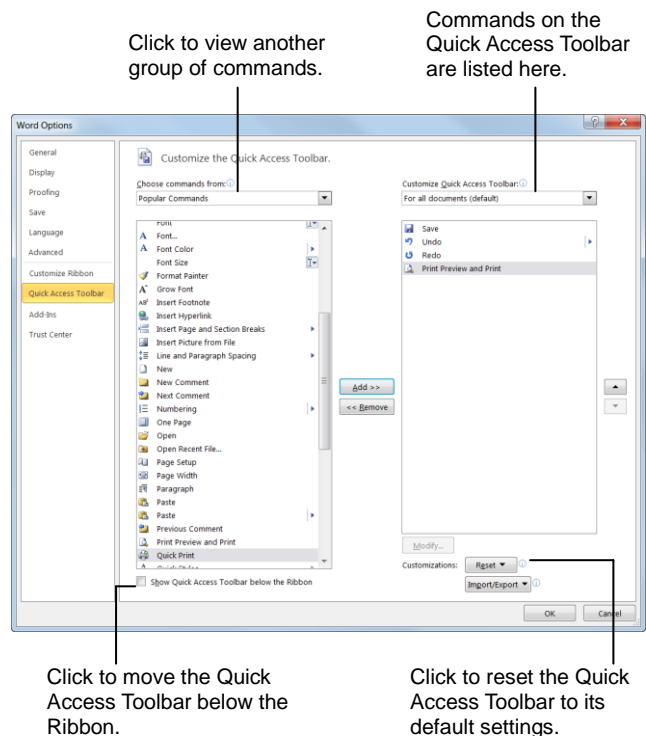 Click to view another
group of commands.
Commands on the
Quick Access Toolbar
are listed here.
Word Options
General
Display
Proofing
Save
Language
Advanced
Customize Ribbon
Quick Access Toolbar
Add-Ins
Trust Center
Customize the Quick Access Toolbar.
Choose commands from:
Popular Commands
Font
Font...
Font Color
Font Size
Format Painter
Grow Font
Insert Footnote
Insert Hyperlink
Insert Page and Section Breaks
Insert Picture from File
Line and Paragraph Spacing
New
New Comment
Next Comment
Numbering
One Page
Open
Open Recent File...
Page Setup
Page Width
Paragraph
Paste
Paste
Previous Comment
Print Preview and Print
Quick Print
Quick Styles
Show Quick Access Toolbar below the Ribbon
Add >>
<< Remove
Customize Quick Access Toolbar:
For all documents (default)
Save
Undo
Redo
Print Preview and Print
Modify...
Customizations:
Reset
Import/Export
OK
Cancel
Click to move the Quick
Access Toolbar below the
Ribbon.
Click to reset the Quick
Access Toolbar to its
default settings.